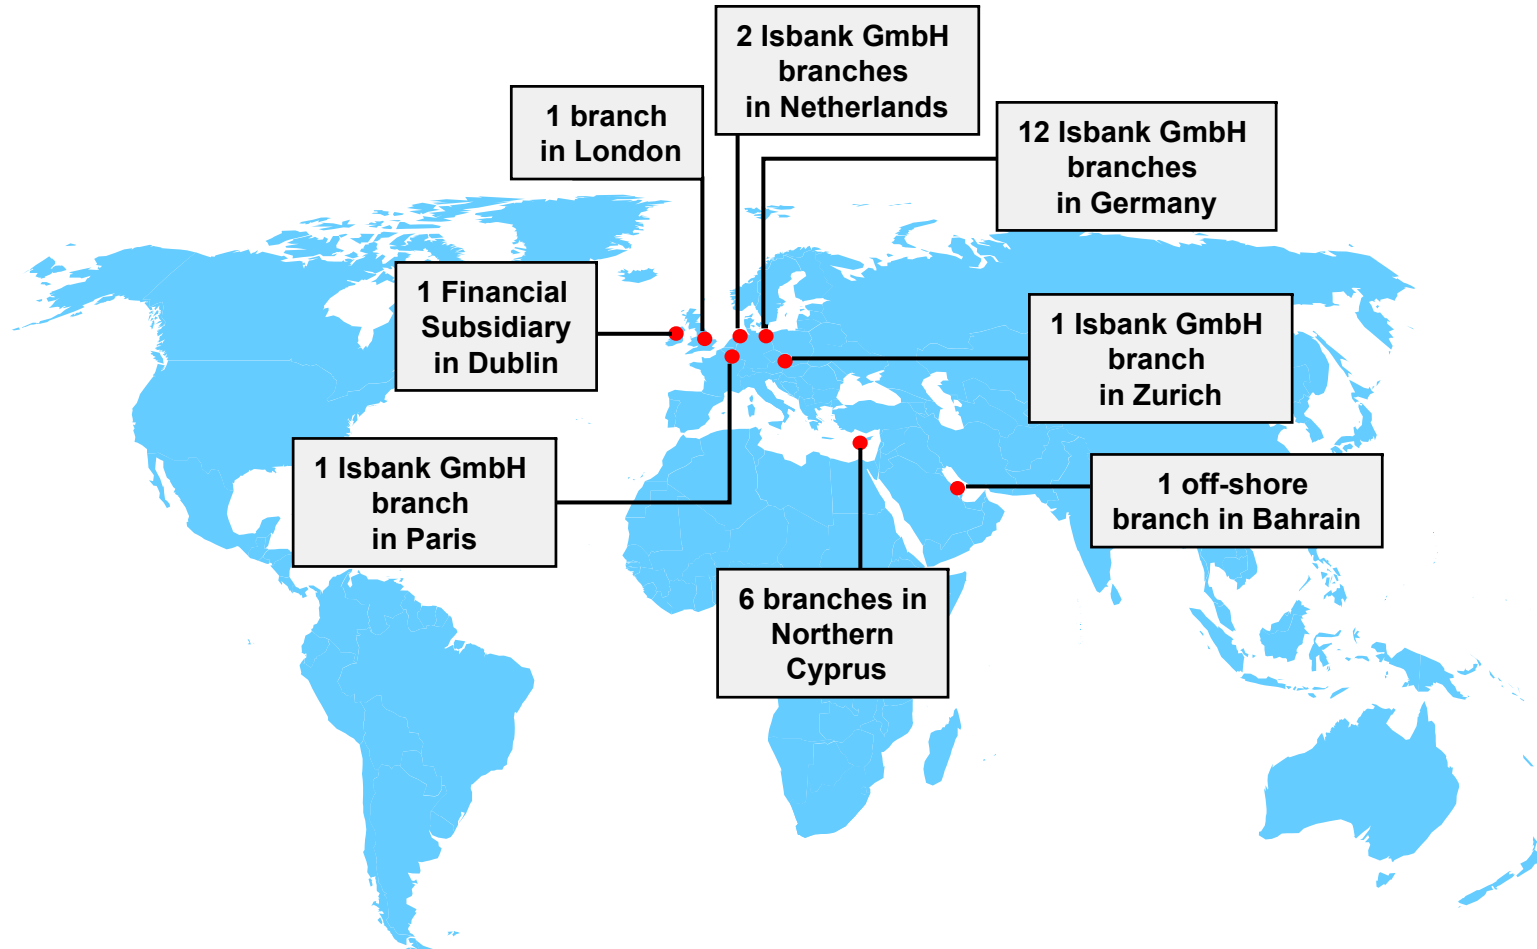 2 Isbank GmbH
branches
in Netherlands
1 branch
in London
12 Isbank GmbH
branches
in Germany
1 Financial
Subsidiary
in Dublin
1 Isbank GmbH
branch
in Zurich
1 Isbank GmbH
branch
in Paris
1 off-shore
branch in Bahrain
6 branches in
Northern
Cyprus